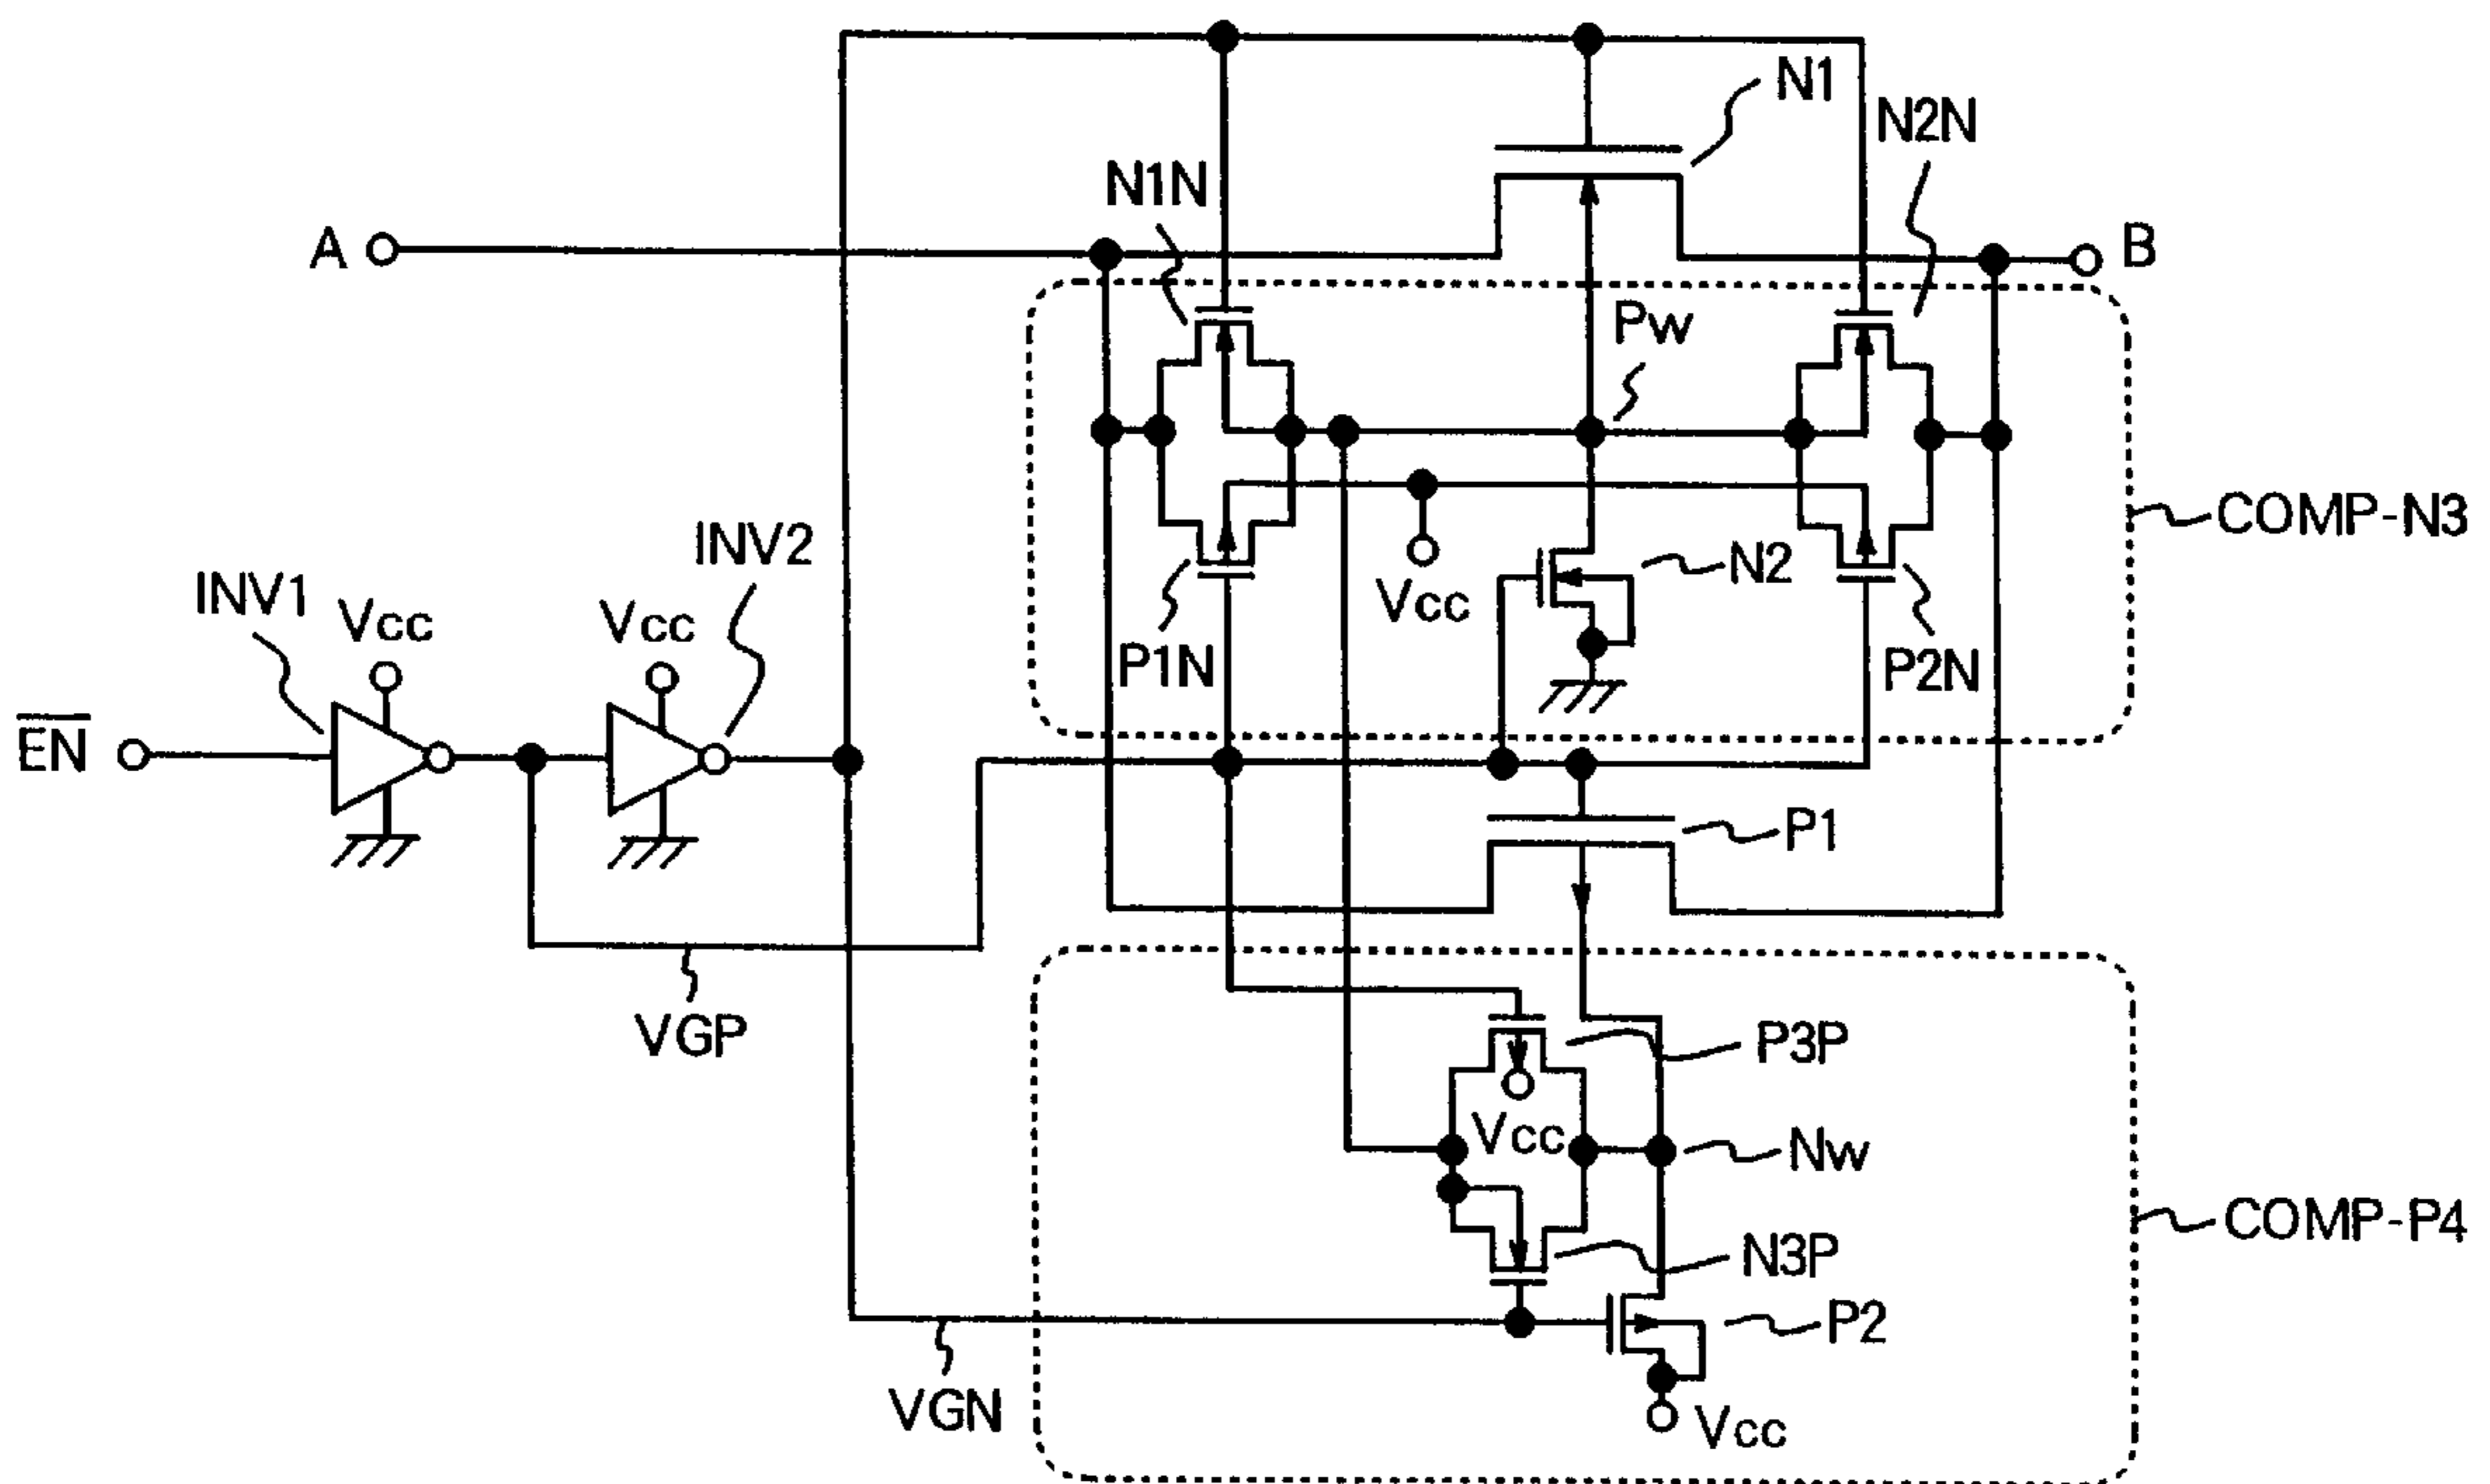 N1
N2N
N1N
A
B
Pw
COMP-N3
INV2
N2
INV1
Vcc
Vcc
Vcc
P1N
P2N
EN
P1
VGP
P3P
Vcc
Nw
COMP-P4
N3P
P2
VGN
Vcc